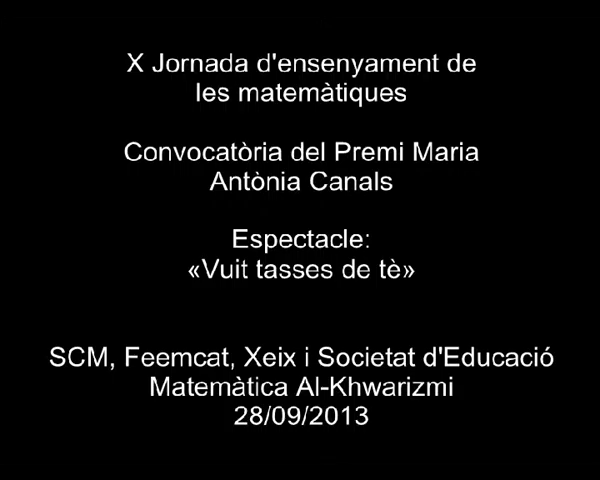 X Jornada d'ensenyament de
les matemàtiques
Convocatòria del Premi Maria
Antònia Canals
Espectacle:
«Vuit tasses de tè»
SCM, Feemcat, Xeix i Societat d'Educació
Matemàtica Al-Khwarizmi
28/09/2013